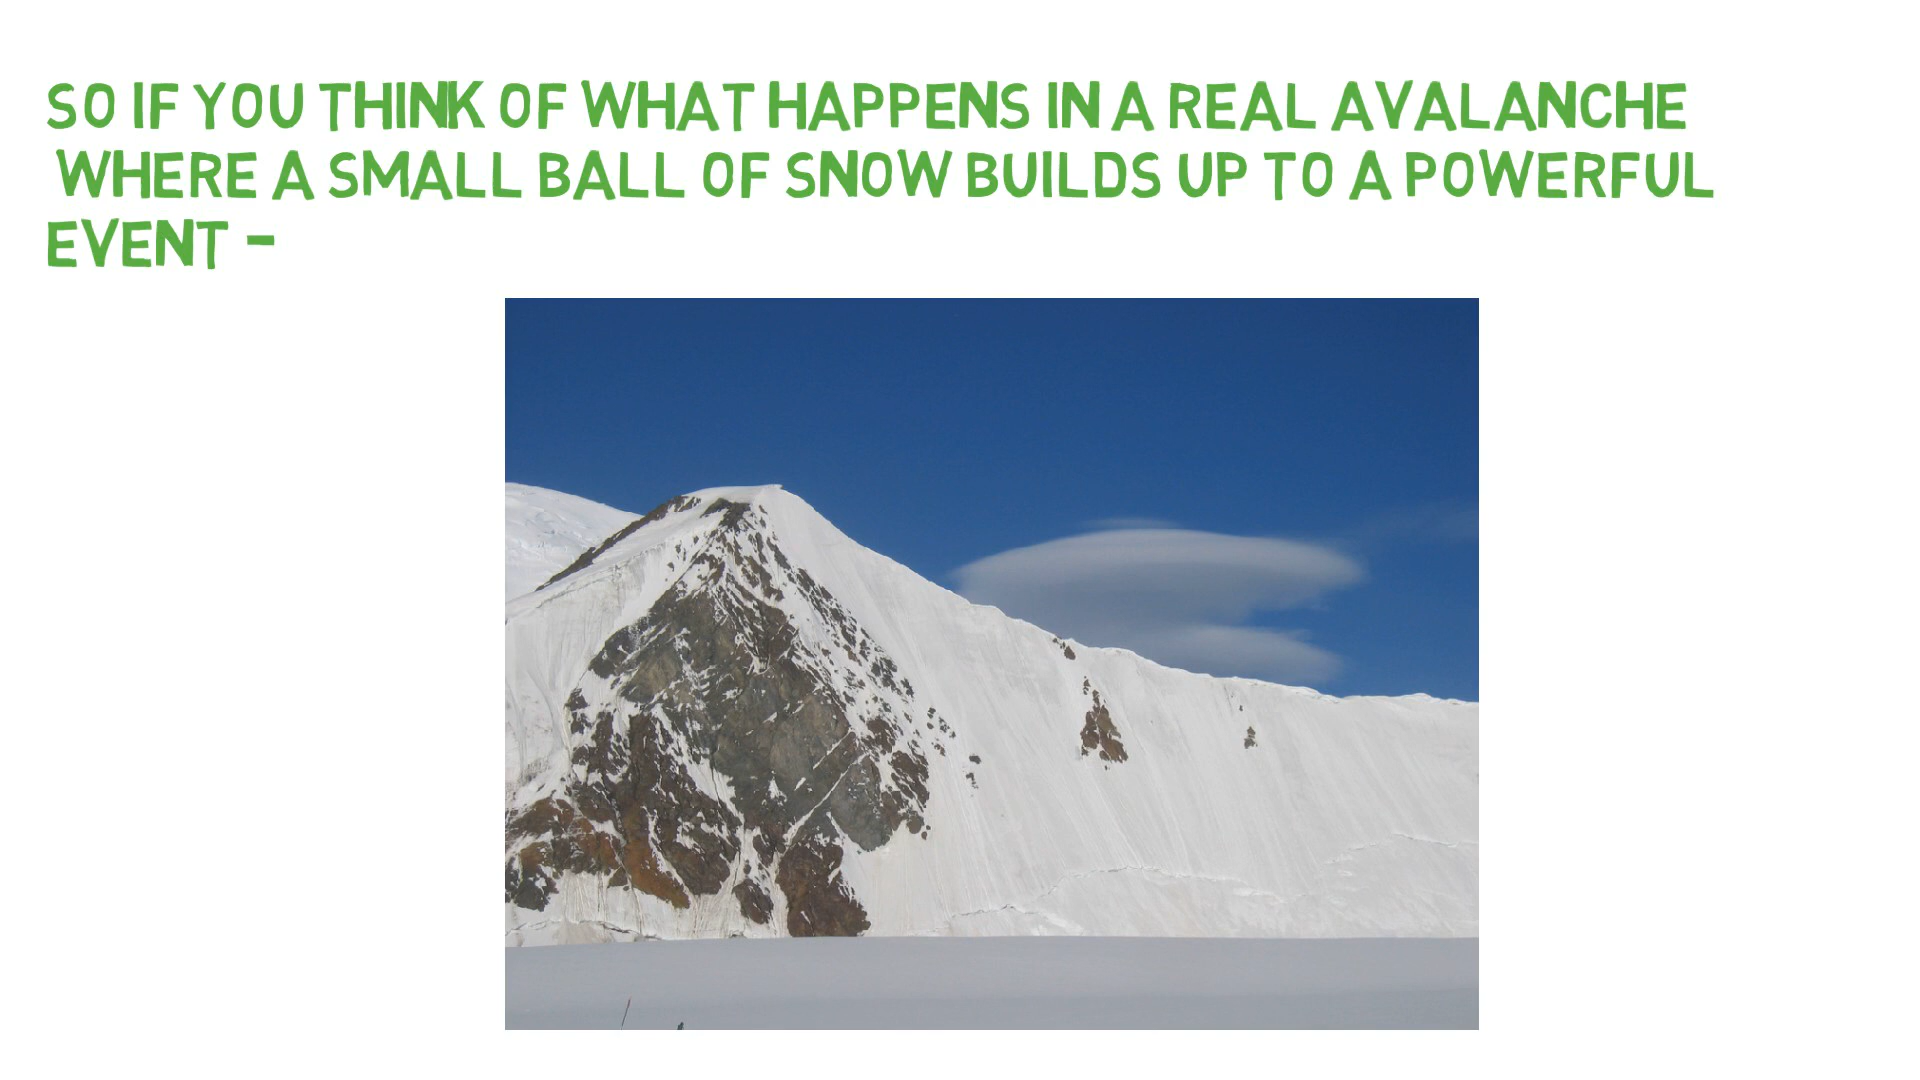 SO IF YOU THINK OF WHAT HAPPENS IN A REAL AVALANCHE
WHERE A SMALL BALL OF SNOW BUILDS UP TO A POWERFUL
EVENT -